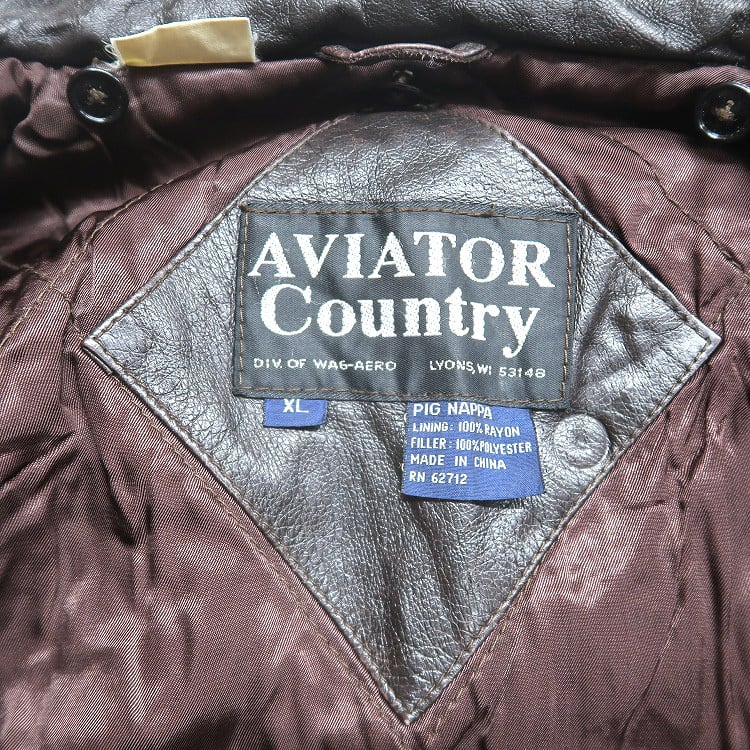 AVIATOR
Country
DIV. OF WAG-AERO LYONS, WI 53148
XL
PIG NAPPA
LINING: 100% RAYON
FILLER: 100% POLYESTER
MADE IN CHINA
RN 62712